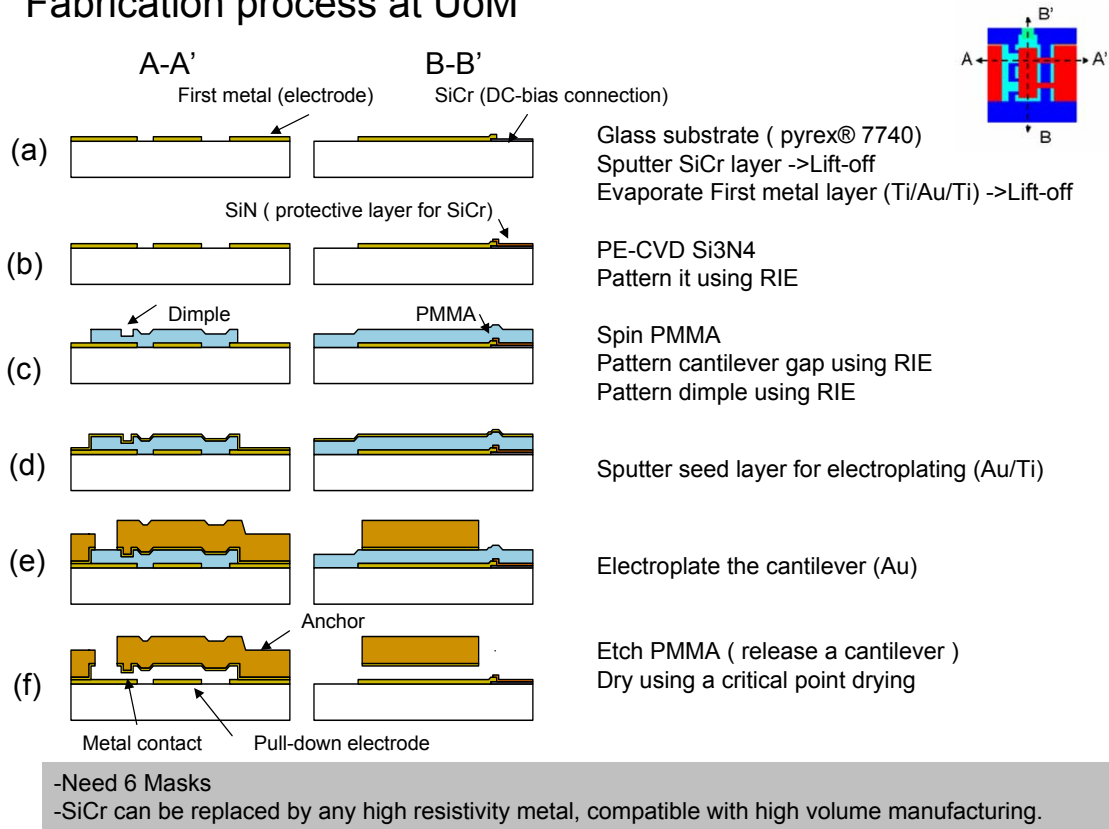 Fabrication process at UoM
B'
A
A'
B
A-A’
B-B’
First metal (electrode)
SiCr (DC-bias connection)
(a)
Glass substrate ( pyrex® 7740)
Sputter SiCr layer ->Lift-off
Evaporate First metal layer (Ti/Au/Ti) ->Lift-off
SiN ( protective layer for SiCr)
(b)
PE-CVD Si3N4
Pattern it using RIE
Dimple
PMMA
(c)
Spin PMMA
Pattern cantilever gap using RIE
Pattern dimple using RIE
(d)
Sputter seed layer for electroplating (Au/Ti)
(e)
Electroplate the cantilever (Au)
Anchor
(f)
Etch PMMA ( release a cantilever )
Dry using a critical point drying
Metal contact
Pull-down electrode
-Need 6 Masks
-SiCr can be replaced by any high resistivity metal, compatible with high volume manufacturing.